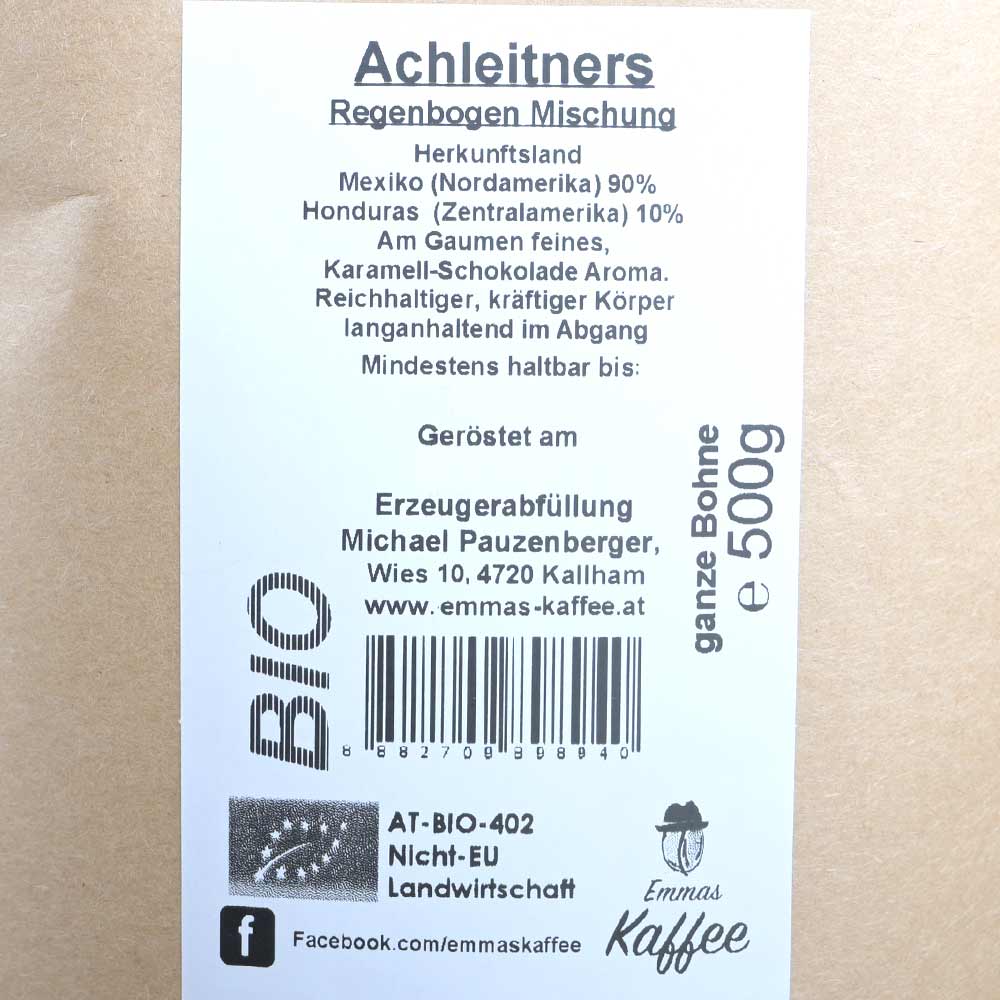 Achleitners
Regenbogen Mischung
Herkunftsland
Mexiko (Nordamerika) 90%
Honduras (Zentralamerika) 10%
Am Gaumen feines,
Karamell-Schokolade Aroma.
Reichhaltiger, kräftiger Körper
langanhaltend im Abgang
Mindestens haltbar bis:
Geröstet am
ganze Bohne
e 500g
Erzeugerabfüllung
Michael Pauzenberger,
Wies 10, 4720 Kallham
www. emmas-kaffee.at
BIO
8 882709 898940
AT-BIO-402
Nicht-EU
Landwirtschaft
f
Facebook.com/emmaskaffee
Emmas
Kaffee